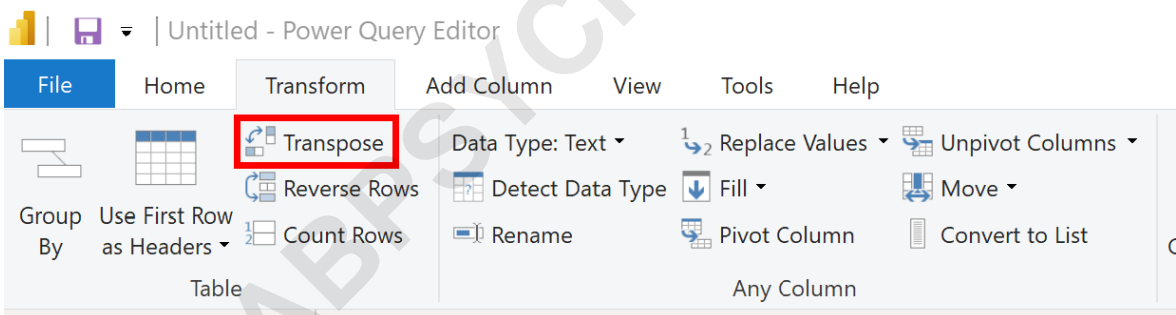 Untitled - Power Query Editor
File Home Transform Add Column View Tools Help
Group By
Use First Row as Headers
Transpose
Reverse Rows
Count Rows
Table
Data Type: Text
Detect Data Type
Rename
1 2 Replace Values
Fill
Pivot Column
Unpivot Columns
Move
Convert to List
Any Column